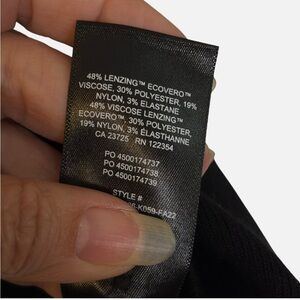 48% LENZING™ ECOVERO™
VISCOSE, 30% POLYESTER, 19%
NYLON, 3% ELASTANE
48% VISCOSE LENZING™
ECOVERO™, 30% POLYESTER,
19% NYLON, 3% ÉLASTHANNE
CA 23725 RN 122354
PO 4500174737
PO 4500174738
PO 4500174739
STYLE #